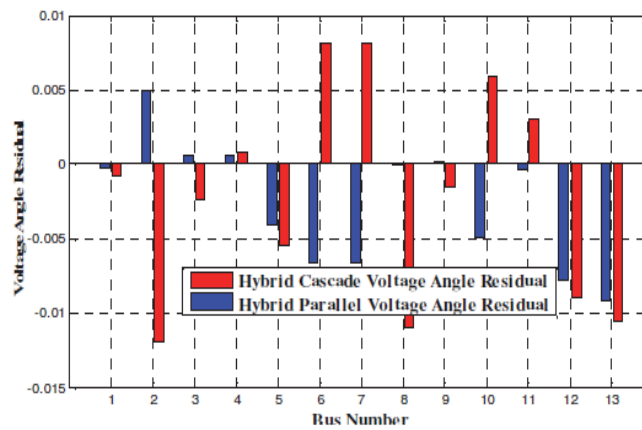 0.01
0.005
0
-0.005
-0.01
-0.015
Voltage Angle Residual
Hybrid Cascade Voltage Angle Residual
Hybrid Parallel Voltage Angle Residual
1 2 3 4 5 6 7 8 9 10 11 12 13
Bus Number